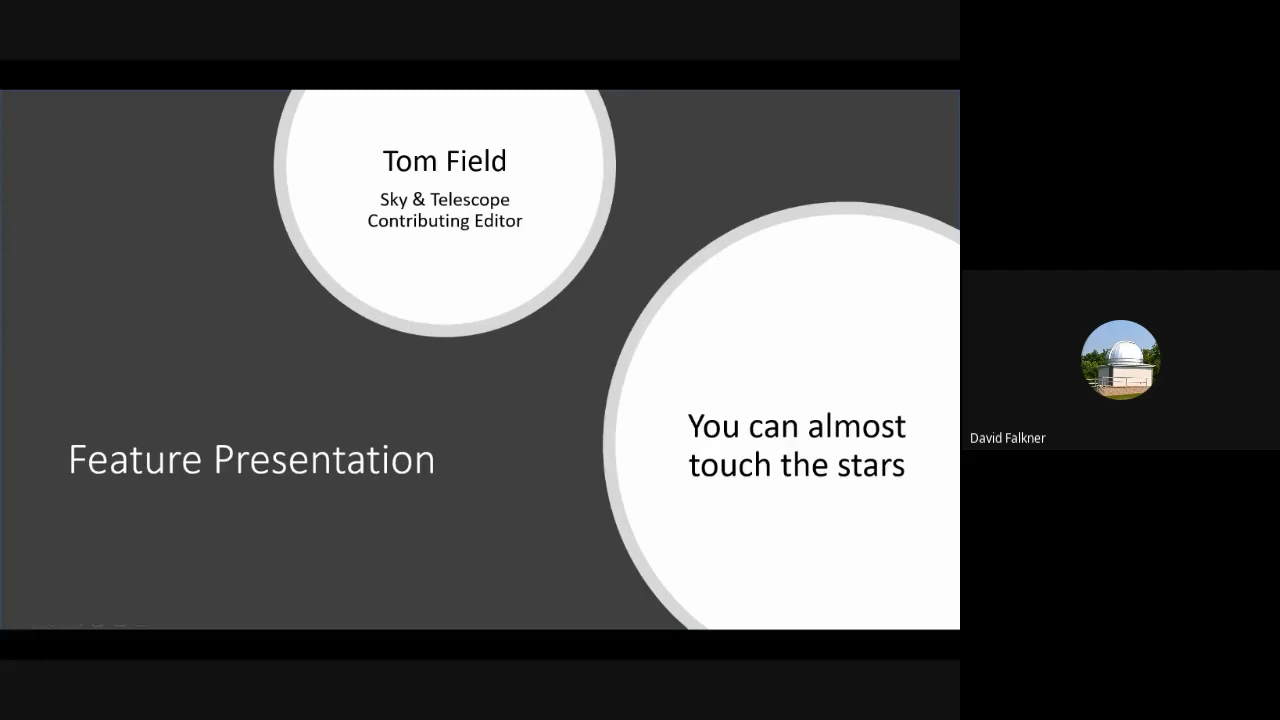 Tom Field
Sky & Telescope
Contributing Editor
Feature Presentation
You can almost
touch the stars
David Falkner